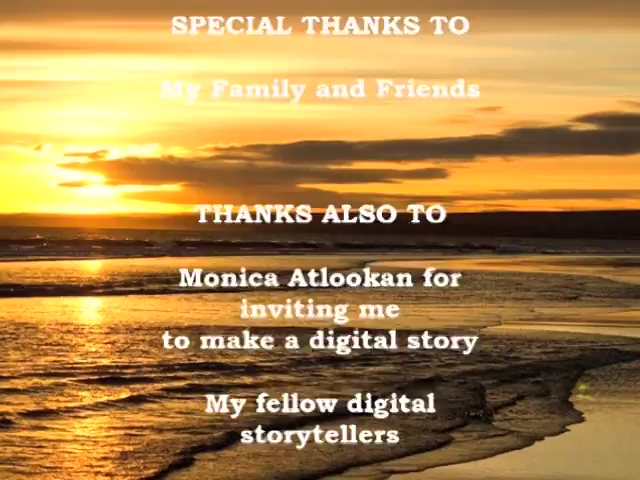 SPECIAL THANKS TO
My Family and Friends
THANKS ALSO TO
Monica Atlookan for
inviting me
to make a digital story
My fellow digital
storytellers